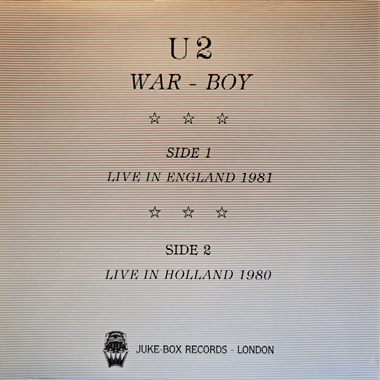 U2
WAR - BOY
☆ ☆ ☆
SIDE 1
LIVE IN ENGLAND 1981
☆ ☆ ☆
SIDE 2
LIVE IN HOLLAND 1980
JUKE-BOX RECORDS - LONDON